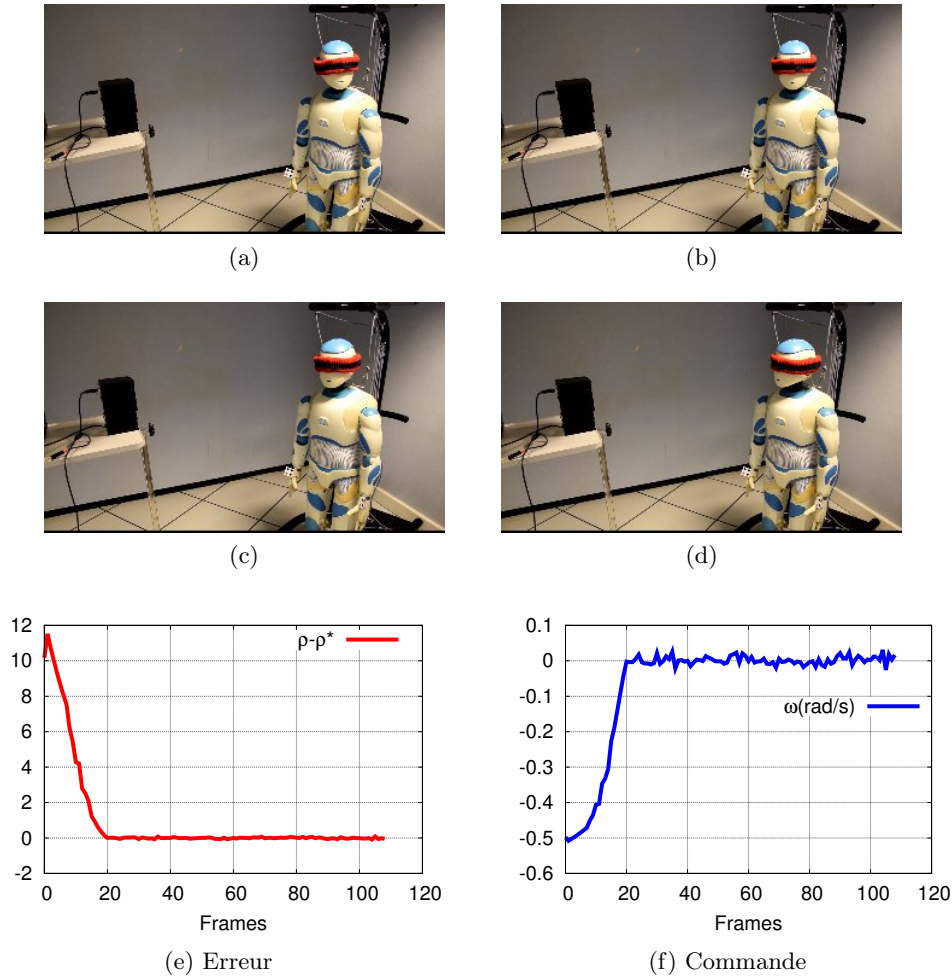 (a)
(b)
(c)
(d)
12
10
8
6
4
2
0
-2
ρ-ρ*
0 20 40 60 80 100 120
Frames
(e) Erreur
0.1
0
-0.1
-0.2
-0.3
-0.4
-0.5
-0.6
ω(rad/s)
0 20 40 60 80 100 120
Frames
(f) Commande